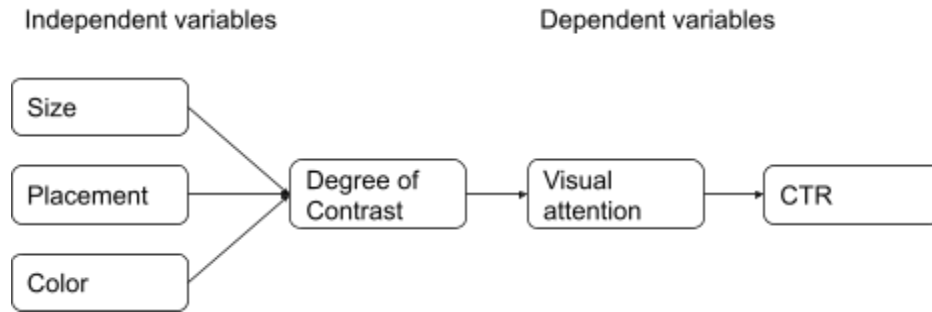 Independent variables
Dependent variables
Size
Placement
Color
Degree of
Contrast
Visual
attention
CTR